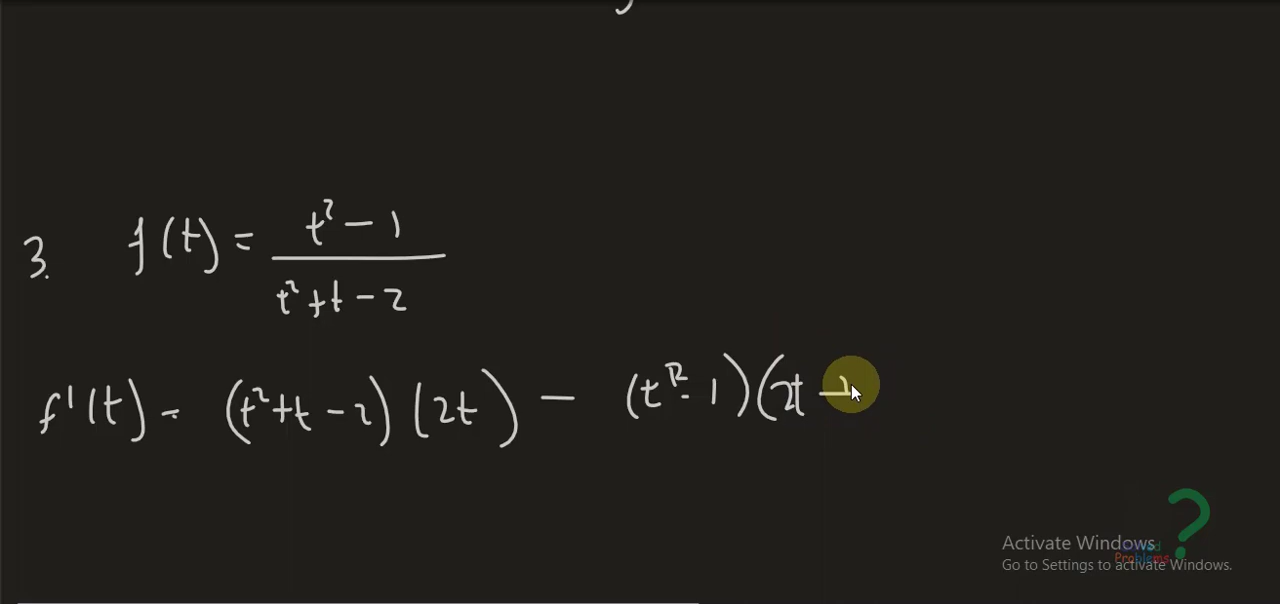 3. f(t) = t² - 1
t² + t - 2
f'(t) = (t² + t - 2)(2t) - (t² - 1)(2t
Activate Windows
Problems
Go to Settings to activate Windows.